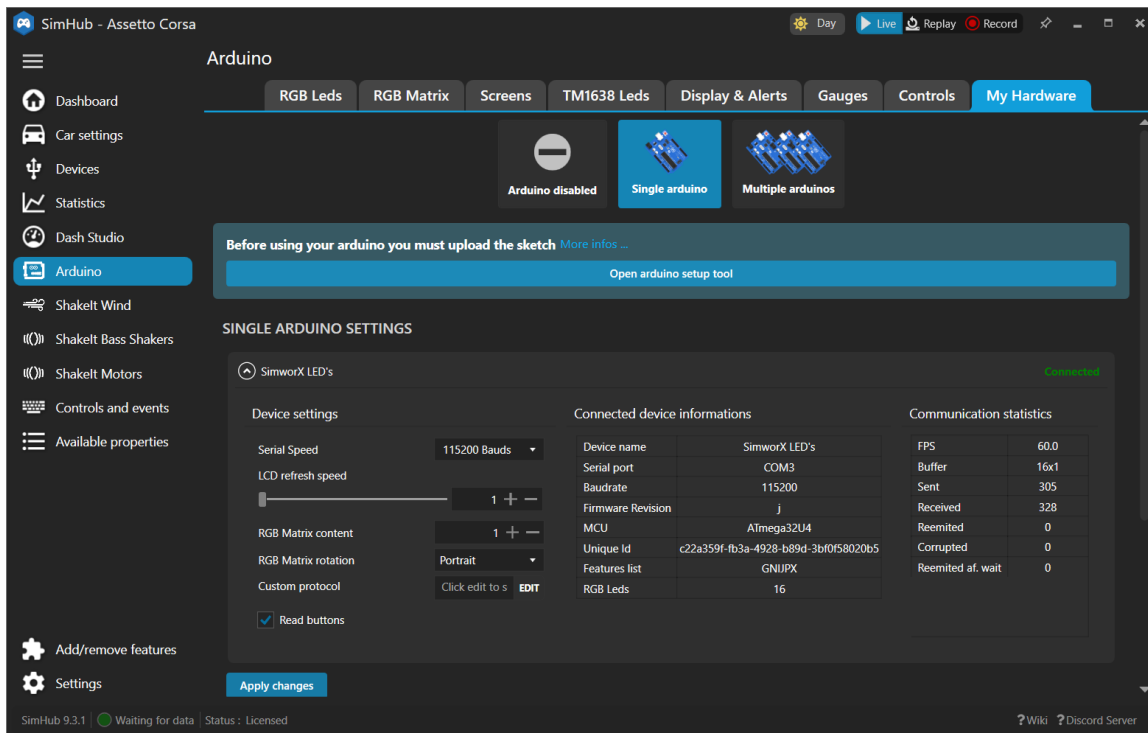 SimHub - Assetto Corsa
Day
Live
Replay
Record
Arduino
RGB Leds
RGB Matrix
Screens
TM1638 Leds
Display & Alerts
Gauges
Controls
My Hardware
Dashboard
Car settings
Devices
Statistics
Dash Studio
Arduino
ShakeIt Wind
ShakeIt Bass Shakers
ShakeIt Motors
Controls and events
Available properties
Add/remove features
Settings
Arduino disabled
Single arduino
Multiple arduinos
Before using your arduino you must upload the sketch More infos ...
Open arduino setup tool
SINGLE ARDUINO SETTINGS
SimworX LED's
Connected
Device settings
Serial Speed 115200 Bauds
LCD refresh speed
1
RGB Matrix content 1
RGB Matrix rotation Portrait
Custom protocol Click edit to s EDIT
Read buttons
Connected device informations
Device name SimworX LED's
Serial port COM3
Baudrate 115200
Firmware Revision j
MCU ATmega32U4
Unique Id c22a359f-fb3a-4928-b89d-3bf0f58020b5
Features list GNIJPX
RGB Leds 16
Communication statistics
FPS 60.0
Buffer 16x1
Sent 305
Received 328
Reemited 0
Corrupted 0
Reemited af. wait 0
Apply changes
SimHub 9.3.1 Waiting for data Status : Licensed
? Wiki ? Discord Server